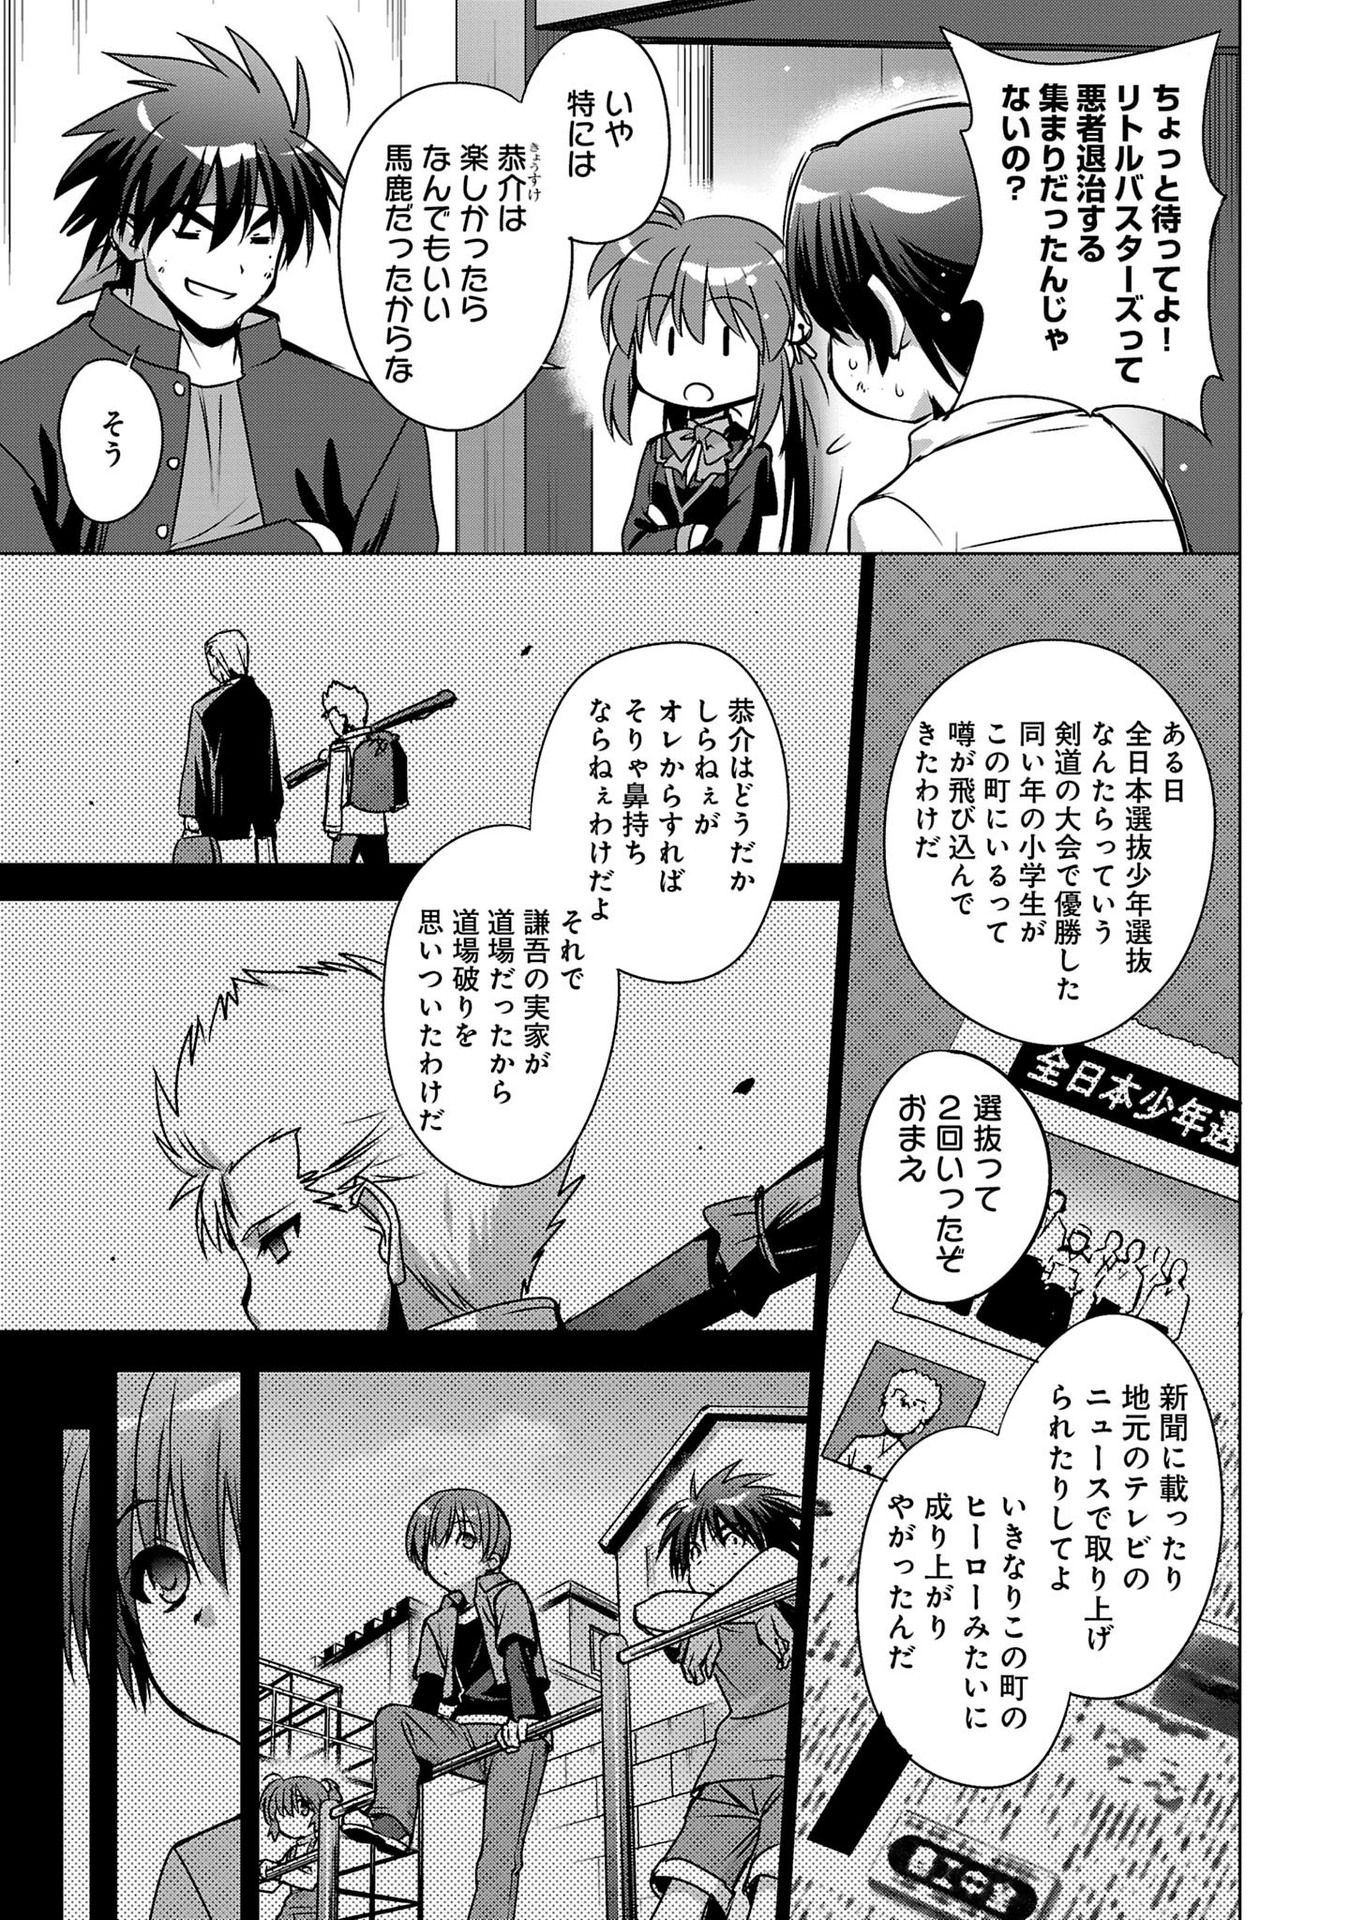 ちょっと待ってよ!
リトルバスターズって
悪者退治する
集まりだったんじゃ
ないの?
いや
特には
恭介は
きょうすけ
楽しかったら
なんでもいい
馬鹿だったからな
そう
ある日
全日本選抜少年選抜
なんたらっていう
剣道の大会で優勝した
同い年の小学生が
この町にいるって
噂が飛び込んで
きたわけだ
全日本少年選
選抜って
2回いったぞ
おまえ
新聞に載ったり
地元のテレビの
ニュースで取り上げ
られたりしてよ
いきなりこの町の
ヒーローみたいに
成り上がり
やがったんだ
恭介はどうだか
しらねぇが
オレからすれば
そりゃ鼻持ち
ならねぇわけだよ
それで
謙吾の実家が
道場だったから
道場破りを
思いついたわけだ